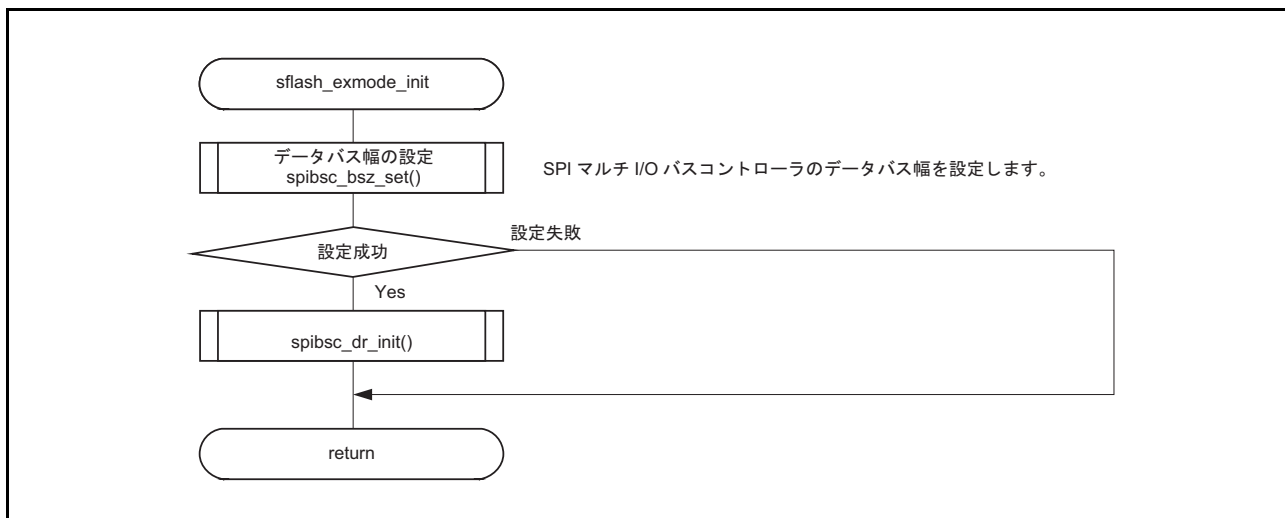 sflash_exmode_init
データバス幅の設定
spibsc_bsz_set()
SPI マルチ I/O バスコントローラのデータバス幅を設定します。
設定失敗
設定成功
Yes
spibsc_dr_init()
return